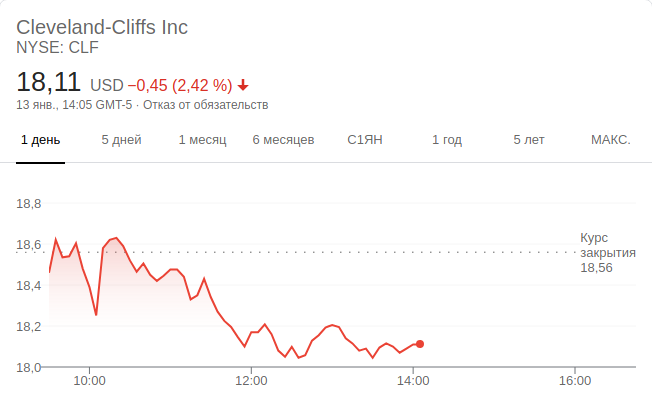 Cleveland-Cliffs Inc
NYSE: CLF
18,11 USD −0,45 (2,42 %)
13 янв., 14:05 GMT-5 · Отказ от обязательств
1 день 5 дней 1 месяц 6 месяцев С1ЯН 1 год 5 лет МАКС.
18,8
18,6
18,4
18,2
18,0
Курс
закрытия
18,56
10:00 12:00 14:00 16:00